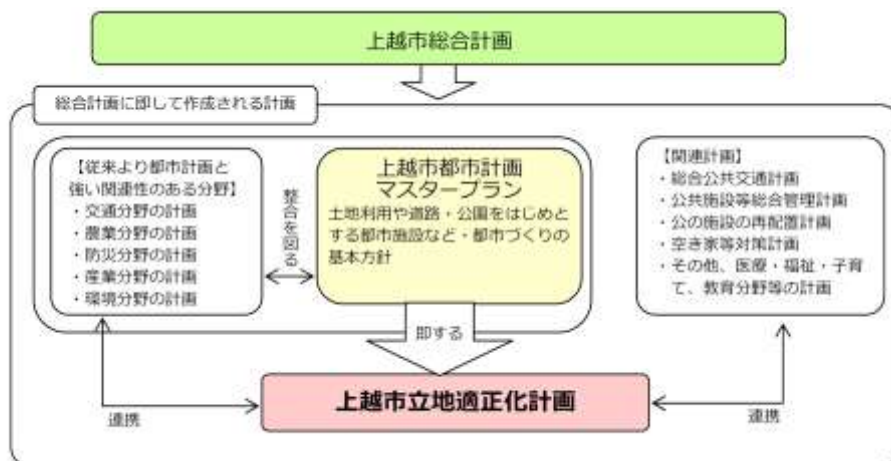 上越市総合計画
総合計画に即して作成される計画
【従来より都市計画と
強い関連性のある分野】
・交通分野の計画
・農業分野の計画
・防災分野の計画
・産業分野の計画
・環境分野の計画
整合を図る
上越市都市計画
マスタープラン
土地利用や道路・公園をはじめと
する都市施設など・都市づくりの
基本方針
【関連計画】
・総合公共交通計画
・公共施設等総合管理計画
・公の施設の再配置計画
・空き家等対策計画
・その他、医療・福祉・子育
て、教育分野等の計画
即する
上越市立地適正化計画
連携
連携